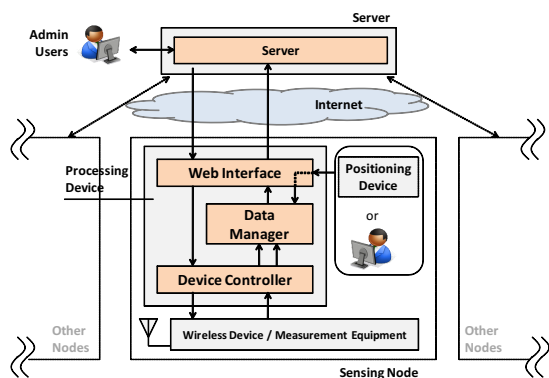 Server
Admin
Users
Server
Internet
Processing
Device
Web Interface
Positioning
Device
Data
Manager
or
Device Controller
Other
Nodes
Wireless Device / Measurement Equipment
Other
Nodes
Sensing Node